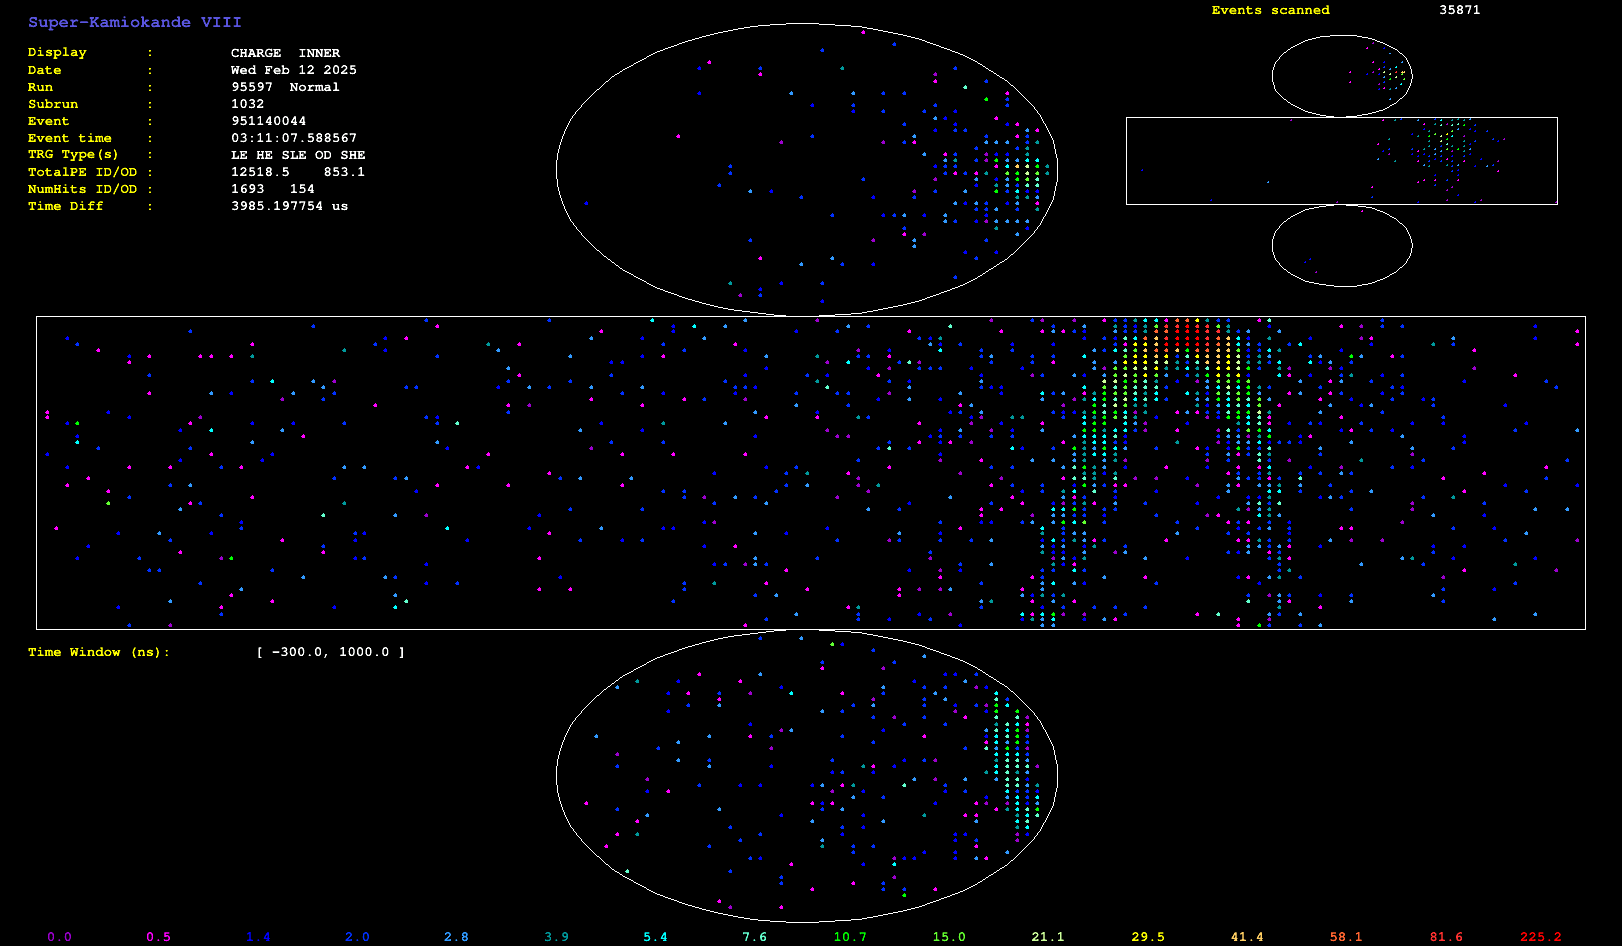 Super-Kamiokande VIII
Events scanned 35871
Display : CHARGE INNER
Date : Wed Feb 12 2025
Run : 95597 Normal
Subrun : 1032
Event : 951140044
Event time : 03:11:07.588567
TRG Type(s) : LE HE SLE OD SHE
TotalPE ID/OD : 12518.5 853.1
NumHits ID/OD : 1693 154
Time Diff : 3985.197754 us
Time Window (ns): [ -300.0, 1000.0 ]
0.0 0.5 1.4 2.0 2.8 3.9 5.4 7.6 10.7 15.0 21.1 29.5 41.4 58.1 81.6 225.2